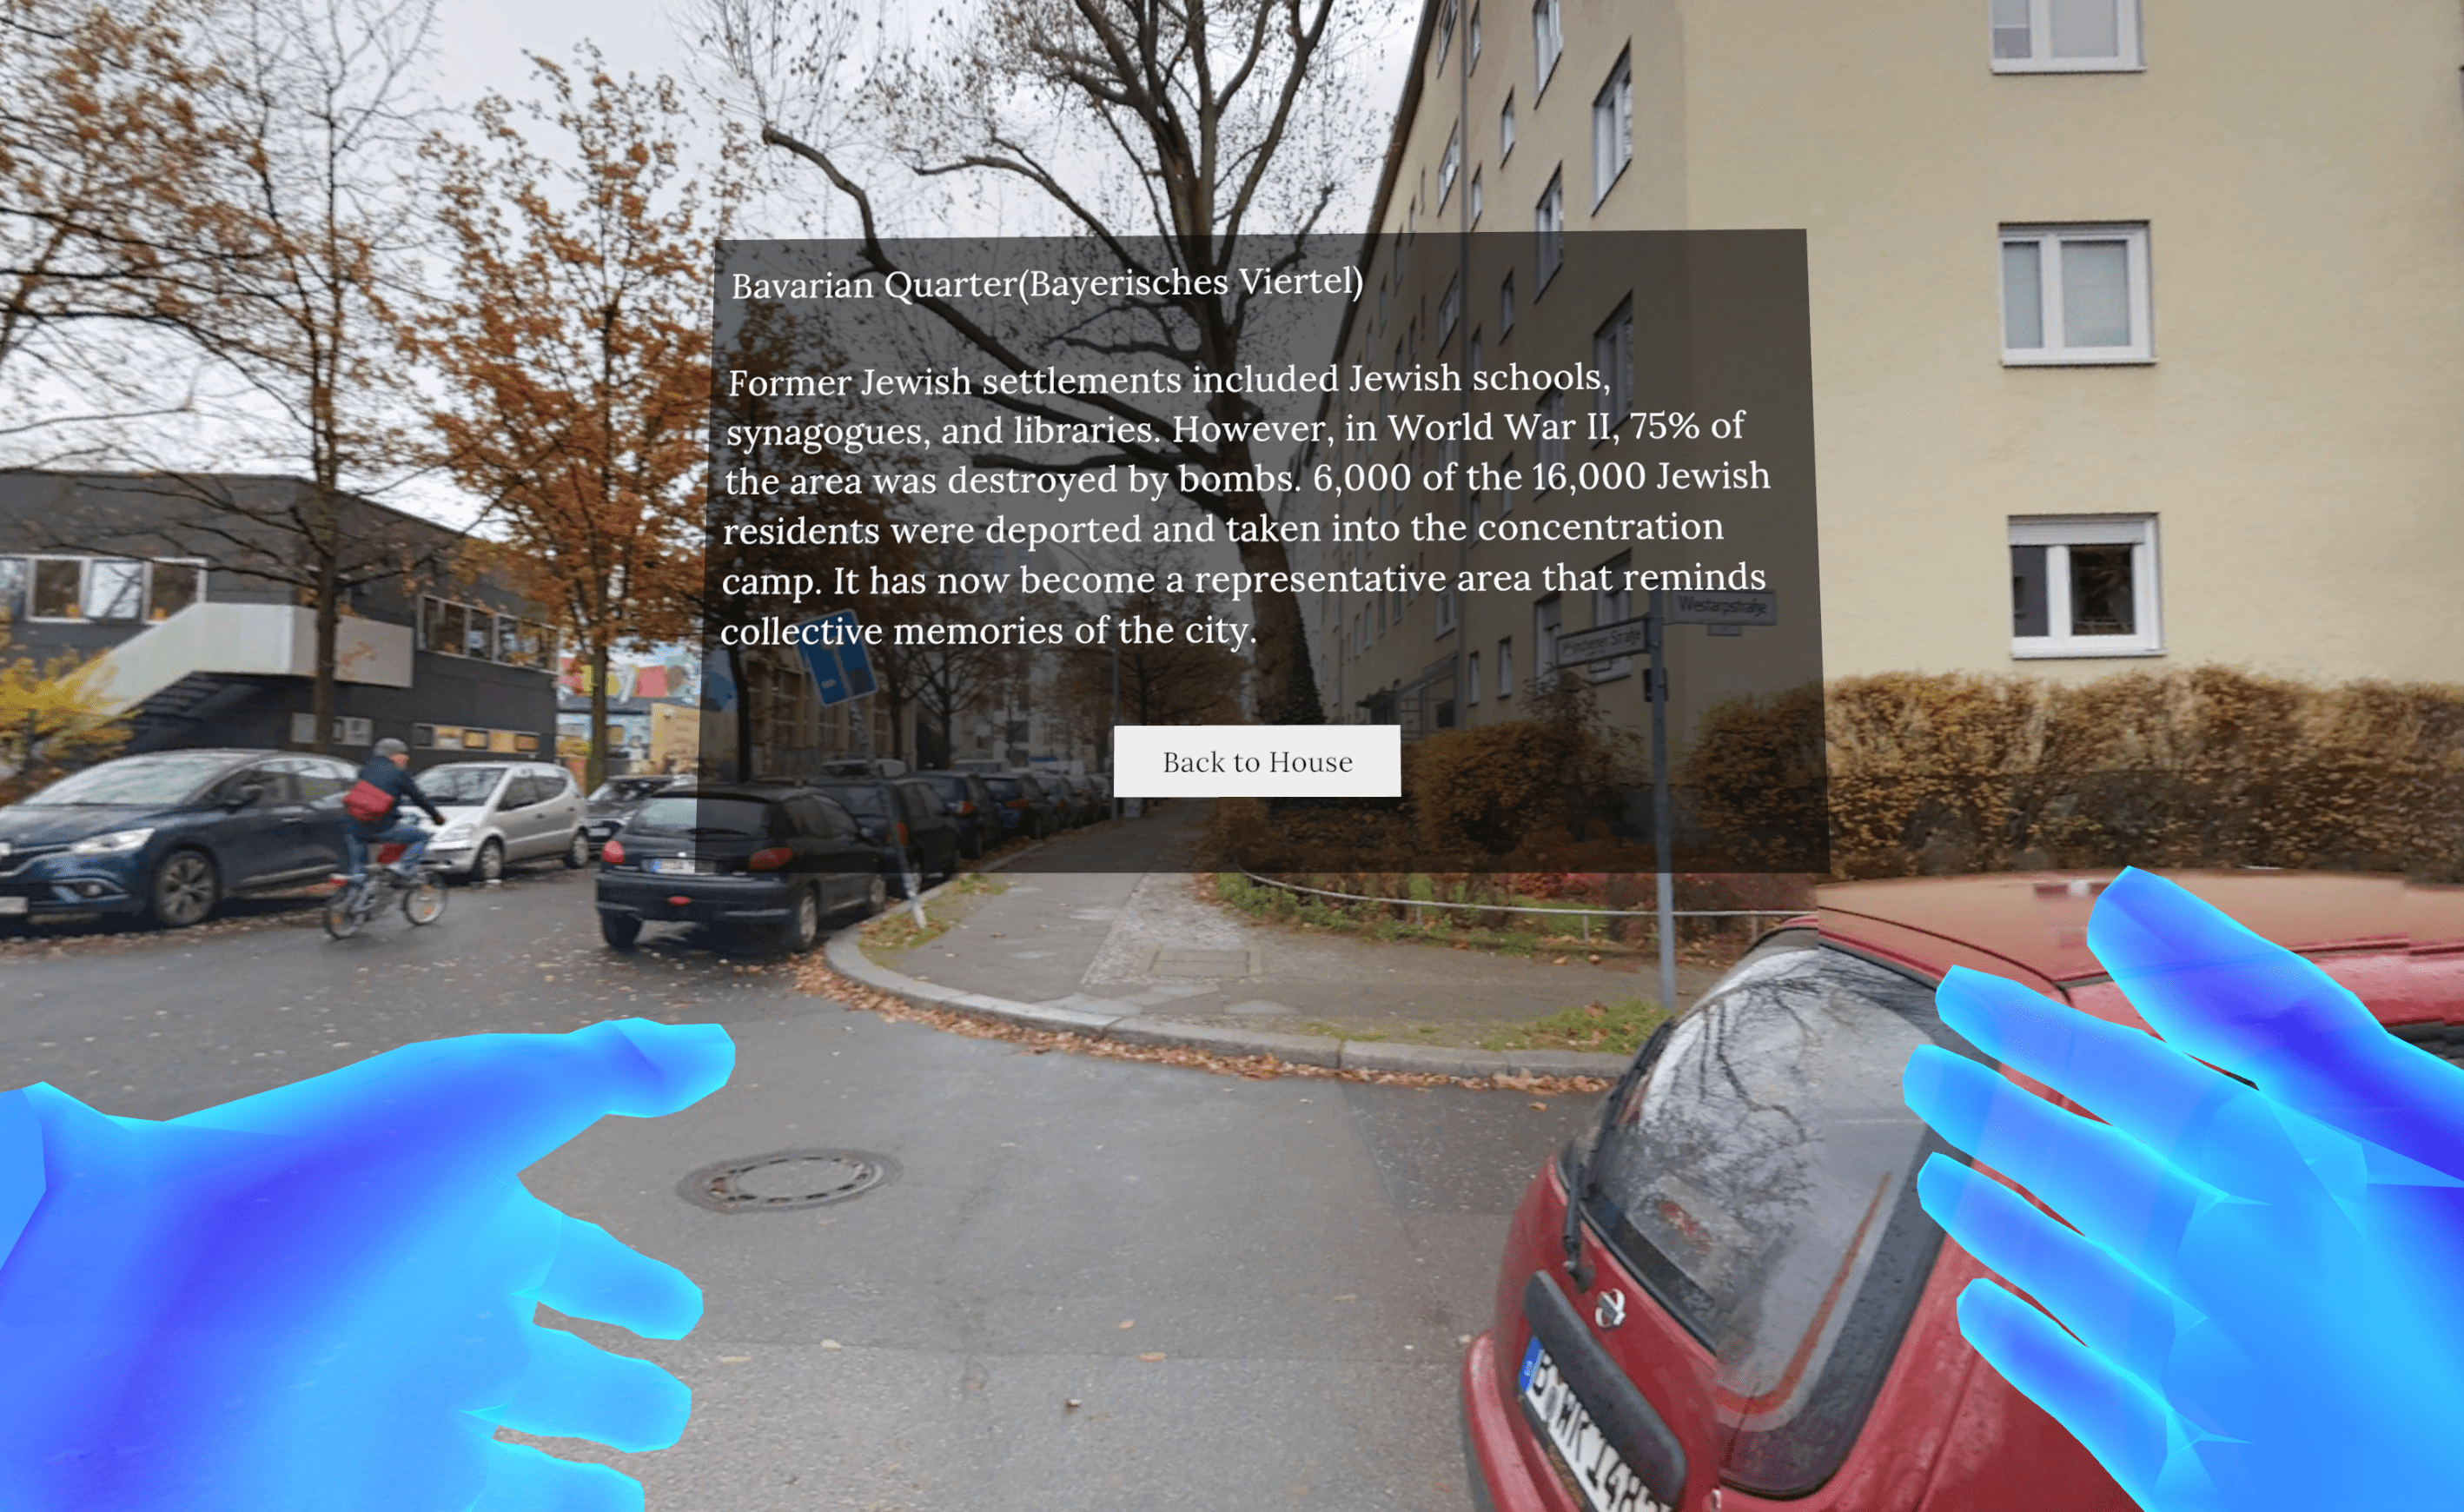 Bavarian Quarter(Bayerisches Viertel)
Former Jewish settlements included Jewish schools,
synagogues, and libraries. However, in World War II, 75% of
the area was destroyed by bombs. 6,000 of the 16,000 Jewish
residents were deported and taken into the concentration
camp. It has now become a representative area that reminds
collective memories of the city.
Westarpstraße
Straße
Back to House